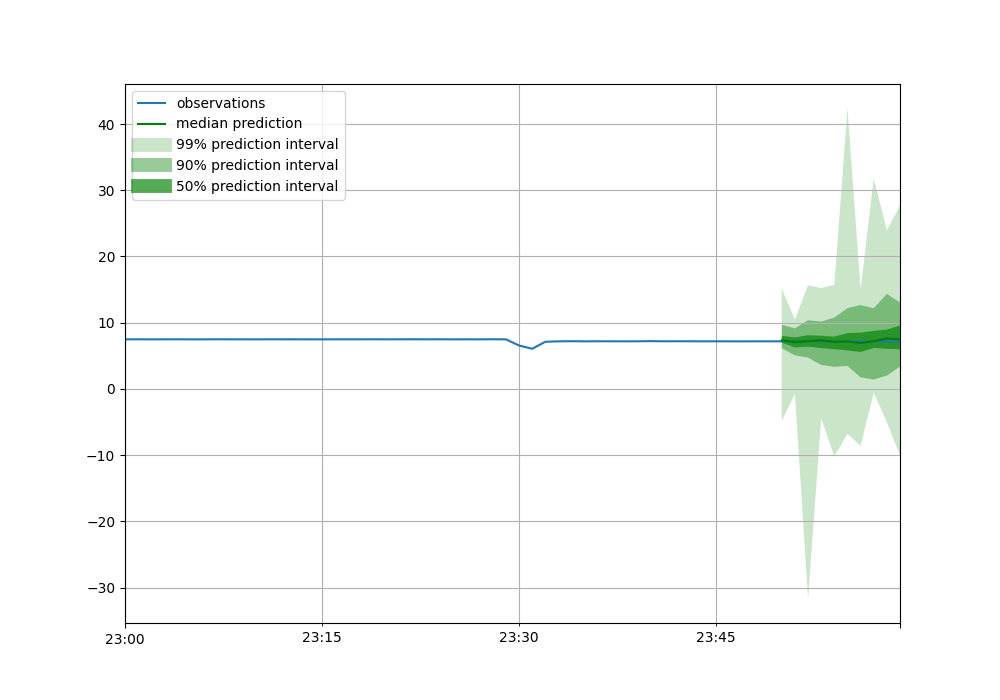 observations
median prediction
99% prediction interval
90% prediction interval
50% prediction interval
40
30
20
10
0
−10
−20
−30
23:00
23:15
23:30
23:45